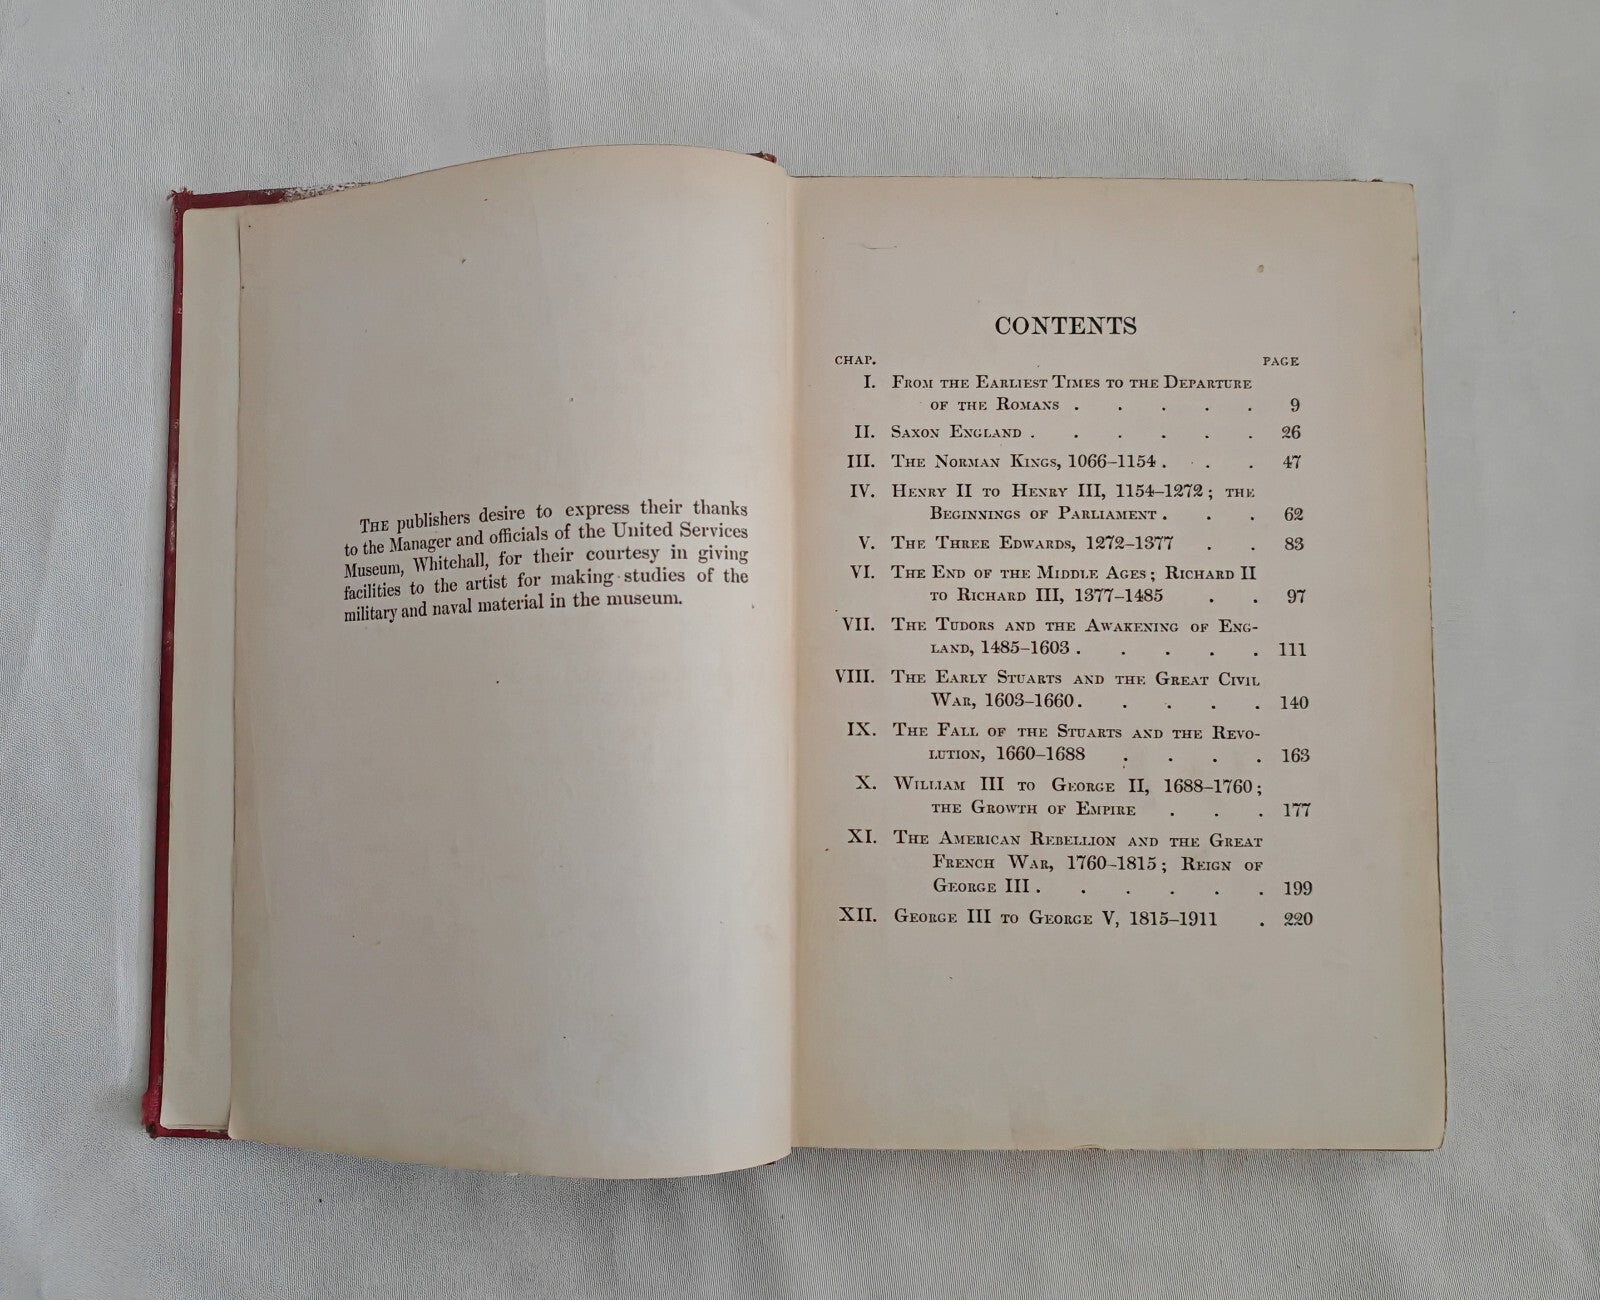 The publishers desire to express their thanks
to the Manager and officials of the United Services
Museum, Whitehall, for their courtesy in giving
facilities to the artist for making studies of the
military and naval material in the museum.
CONTENTS
CHAP. PAGE
I. From the Earliest Times to the Departure
of the Romans . . . . . 9
II. Saxon England . . . . . . 26
III. The Norman Kings, 1066–1154 . . . 47
IV. Henry II to Henry III, 1154–1272; the
Beginnings of Parliament . . . 62
V. The Three Edwards, 1272–1377 . . 83
VI. The End of the Middle Ages; Richard II
to Richard III, 1377–1485 . . 97
VII. The Tudors and the Awakening of Eng-
land, 1485–1603 . . . . . 111
VIII. The Early Stuarts and the Great Civil
War, 1603–1660 . . . . . 140
IX. The Fall of the Stuarts and the Revo-
lution, 1660–1688 . . . . 163
X. William III to George II, 1688–1760;
the Growth of Empire . . . 177
XI. The American Rebellion and the Great
French War, 1760–1815; Reign of
George III . . . . . . 199
XII. George III to George V, 1815–1911 . 220